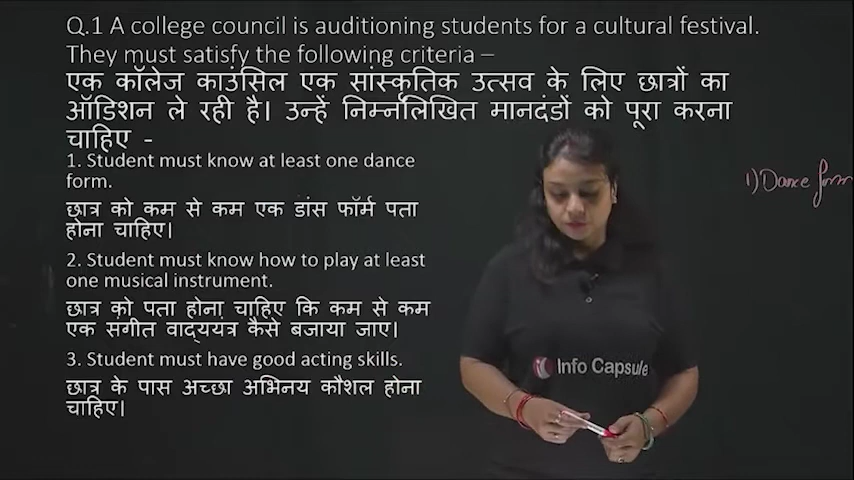 Q.1 A college council is auditioning students for a cultural festival.
They must satisfy the following criteria –
एक कॉलेज काउंसिल एक सांस्कृतिक उत्सव के लिए छात्रों का
ऑडिशन ले रही है। उन्हें निम्नलिखित मानदंडों को पूरा करना
चाहिए -
1. Student must know at least one dance
form.
छात्र को कम से कम एक डांस फॉर्म पता
होना चाहिए।
2. Student must know how to play at least
one musical instrument.
छात्र को पता होना चाहिए कि कम से कम
एक संगीत वाद्ययंत्र कैसे बजाया जाए।
3. Student must have good acting skills.
छात्र के पास अच्छा अभिनय कौशल होना
चाहिए।
1) Dance form
Info Capsule